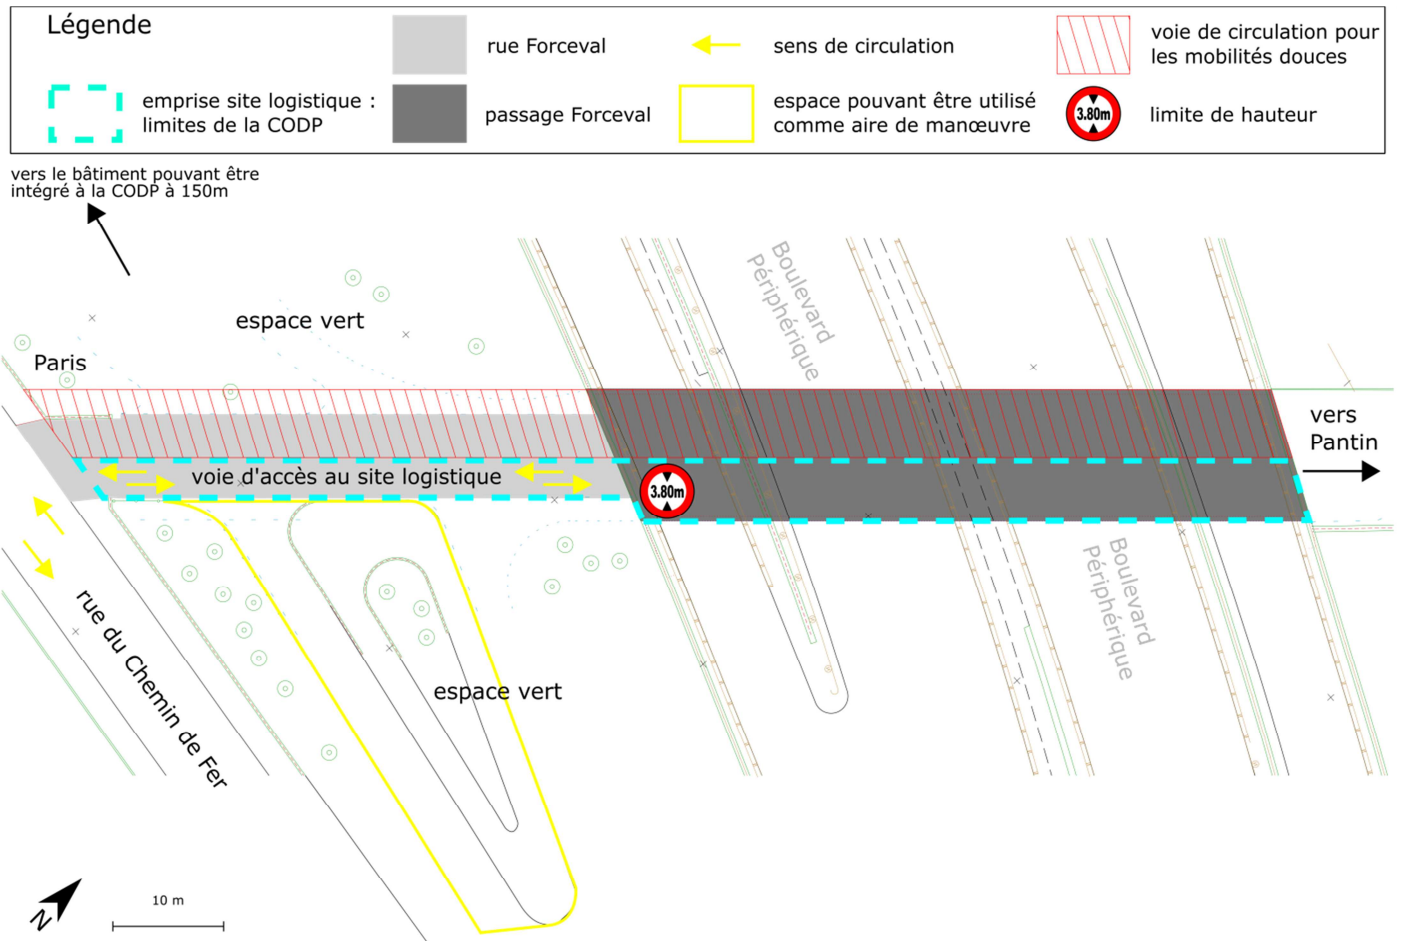 Légende
rue Forceval
sens de circulation
voie de circulation pour
les mobilités douces
emprise site logistique :
limites de la CODP
passage Forceval
espace pouvant être utilisé
comme aire de manœuvre
3.80m
limite de hauteur
vers le bâtiment pouvant être
intégré à la CODP à 150m
Boulevard
Périphérique
espace vert
Paris
vers
Pantin
voie d'accès au site logistique
3.80m
Boulevard
Périphérique
rue du Chemin de Fer
espace vert
N
10 m